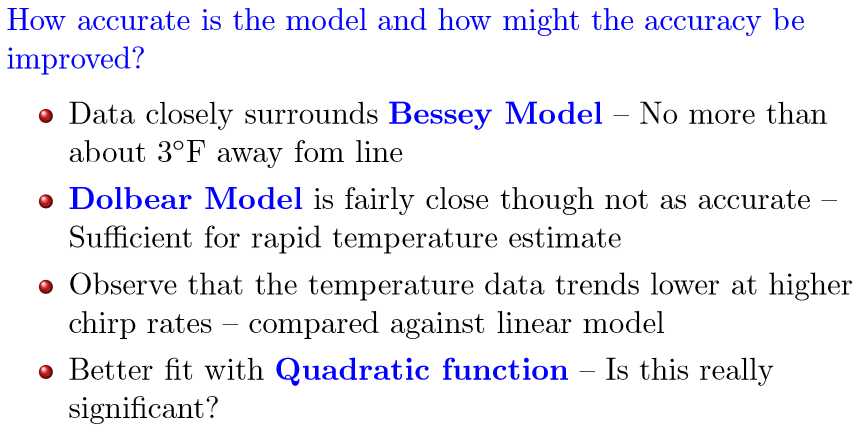 How accurate is the model and how might the accuracy be
improved?
Data closely surrounds Bessey Model – No more than
about 3°F away fom line
Dolbear Model is fairly close though not as accurate –
Sufficient for rapid temperature estimate
Observe that the temperature data trends lower at higher
chirp rates – compared against linear model
Better fit with Quadratic function – Is this really
significant?